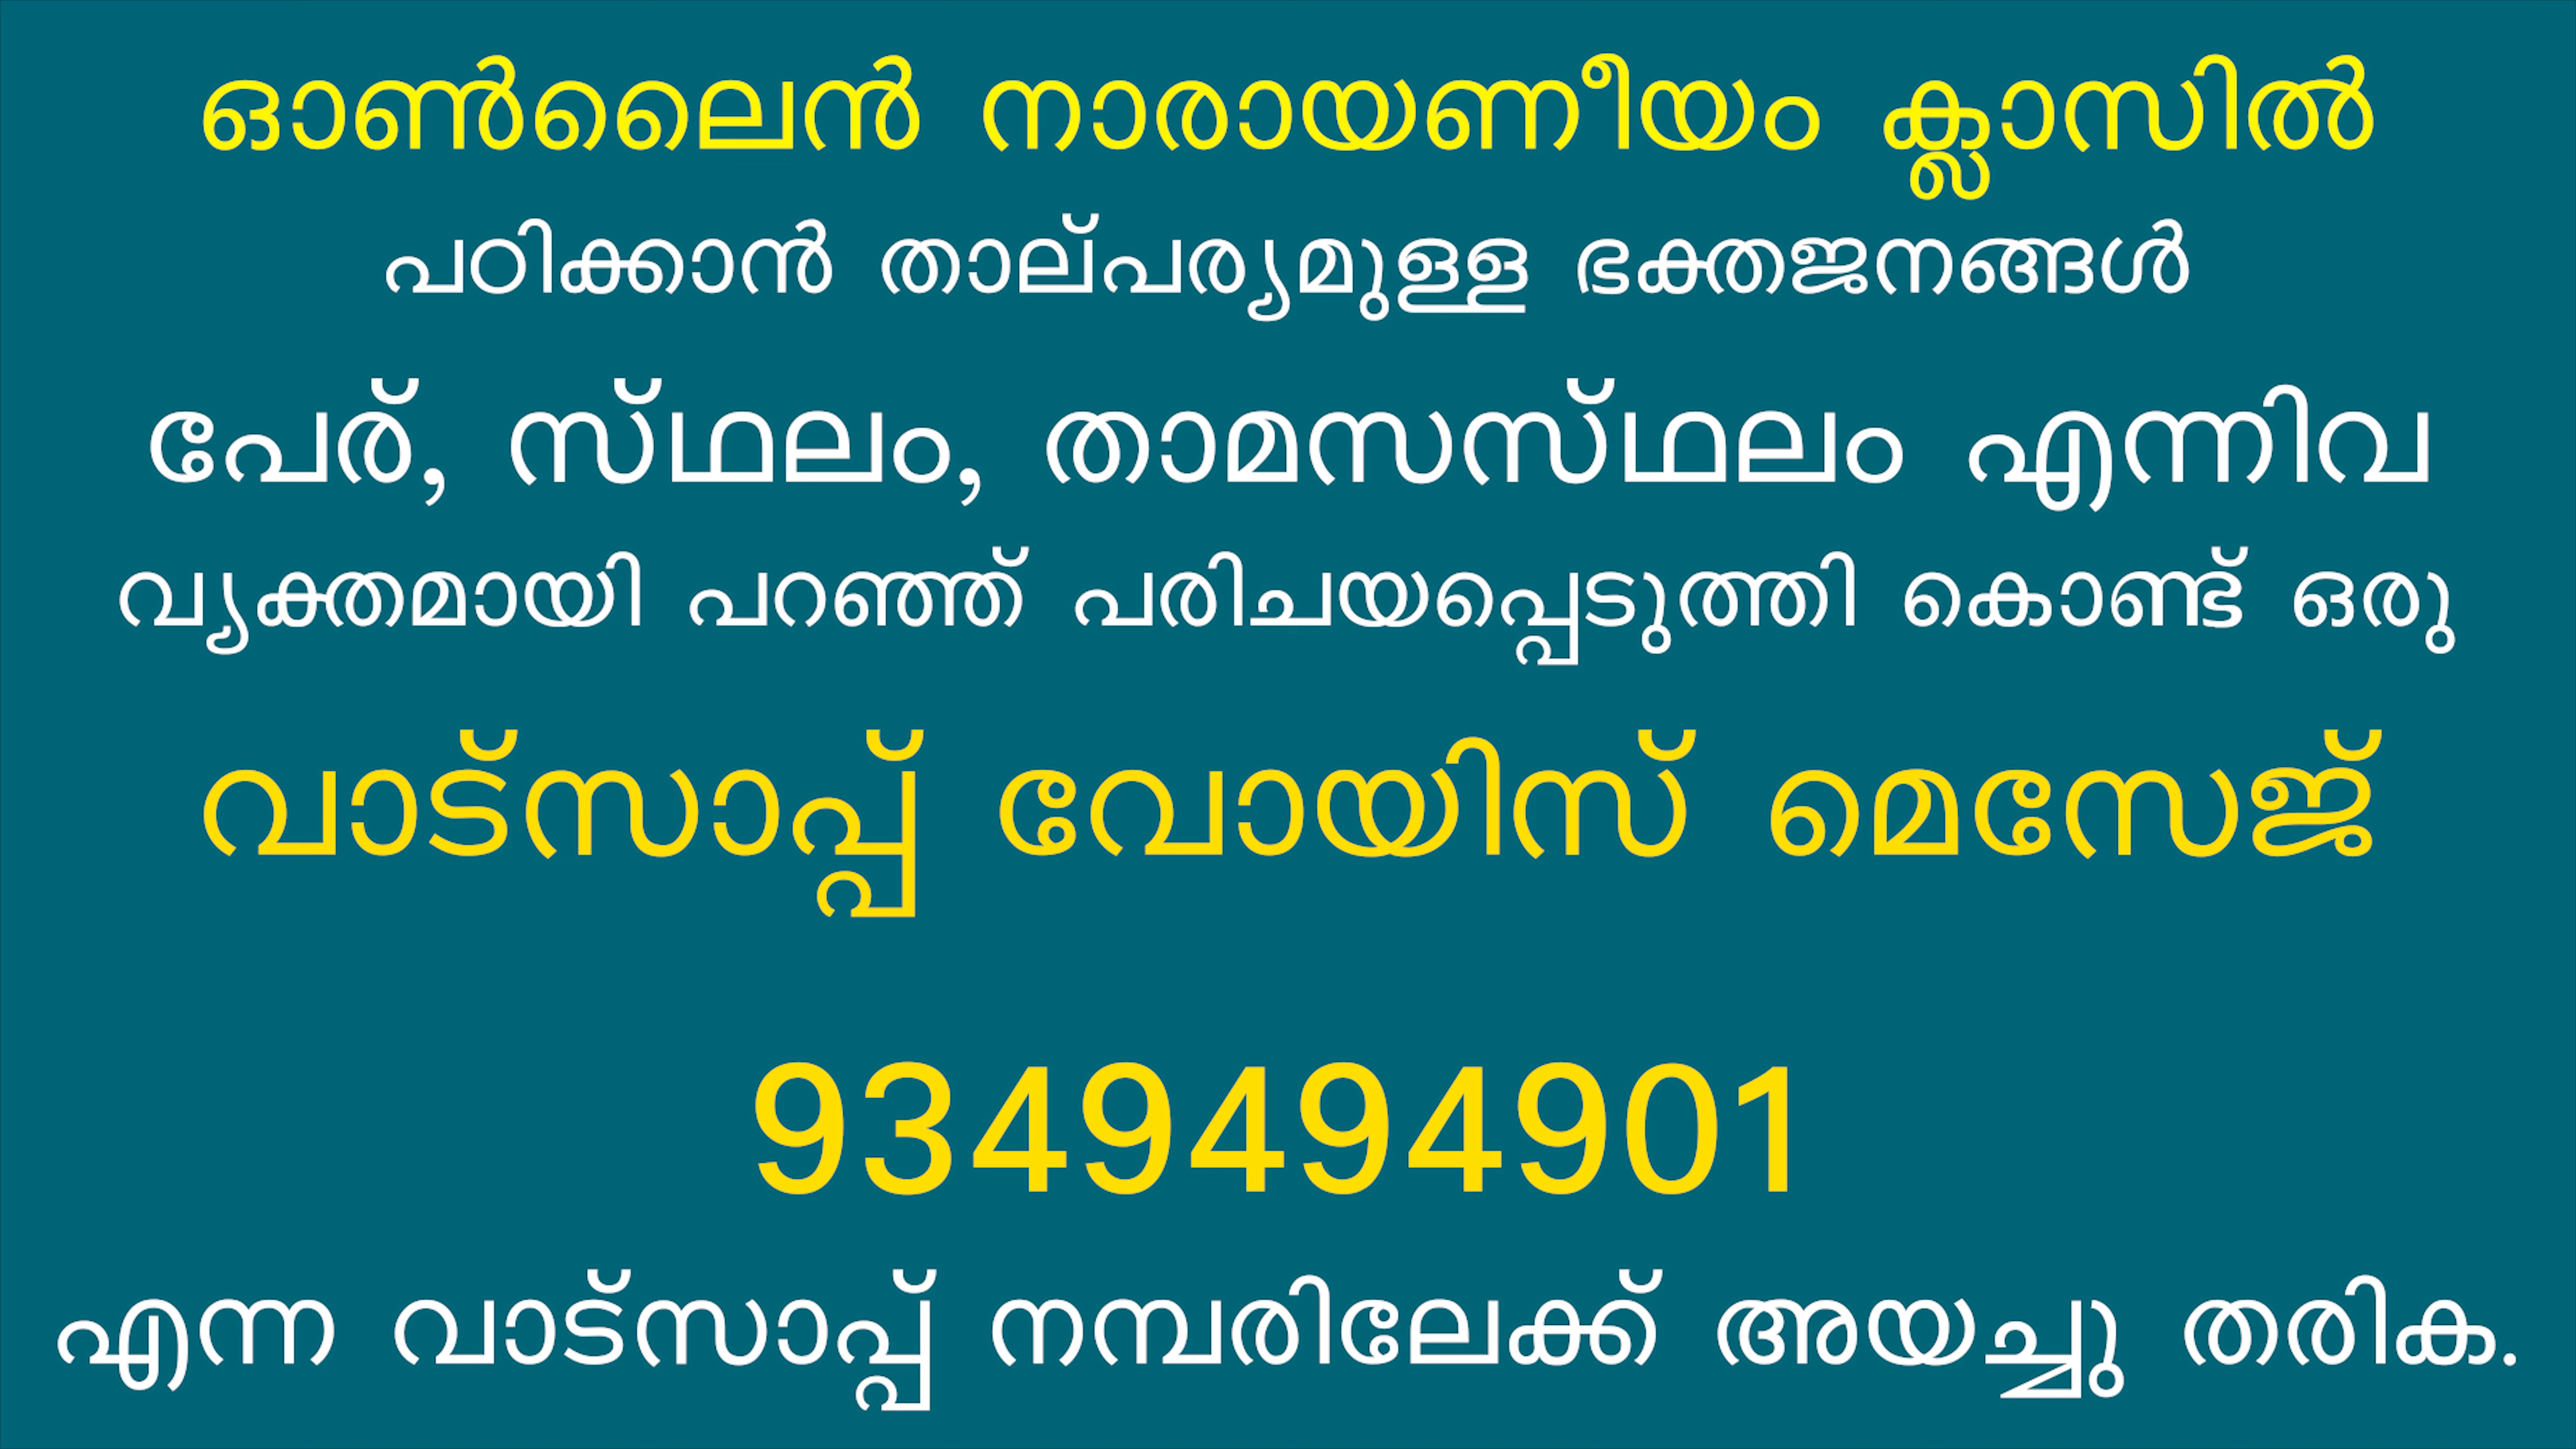 ഓൺലൈൻ നാരായണീയം ക്ലാസിൽ
പഠിക്കാൻ താല്പര്യമുള്ള ഭക്തജനങ്ങൾ
പേര്, സ്ഥലം, താമസസ്ഥലം എന്നിവ
വ്യക്തമായി പറഞ്ഞ് പരിചയപ്പെടുത്തി കൊണ്ട് ഒരു
വാട്സാപ്പ് വോയിസ് മെസേജ്
9349494901
എന്ന വാട്സാപ്പ് നമ്പരിലേക്ക് അയച്ചു തരിക.